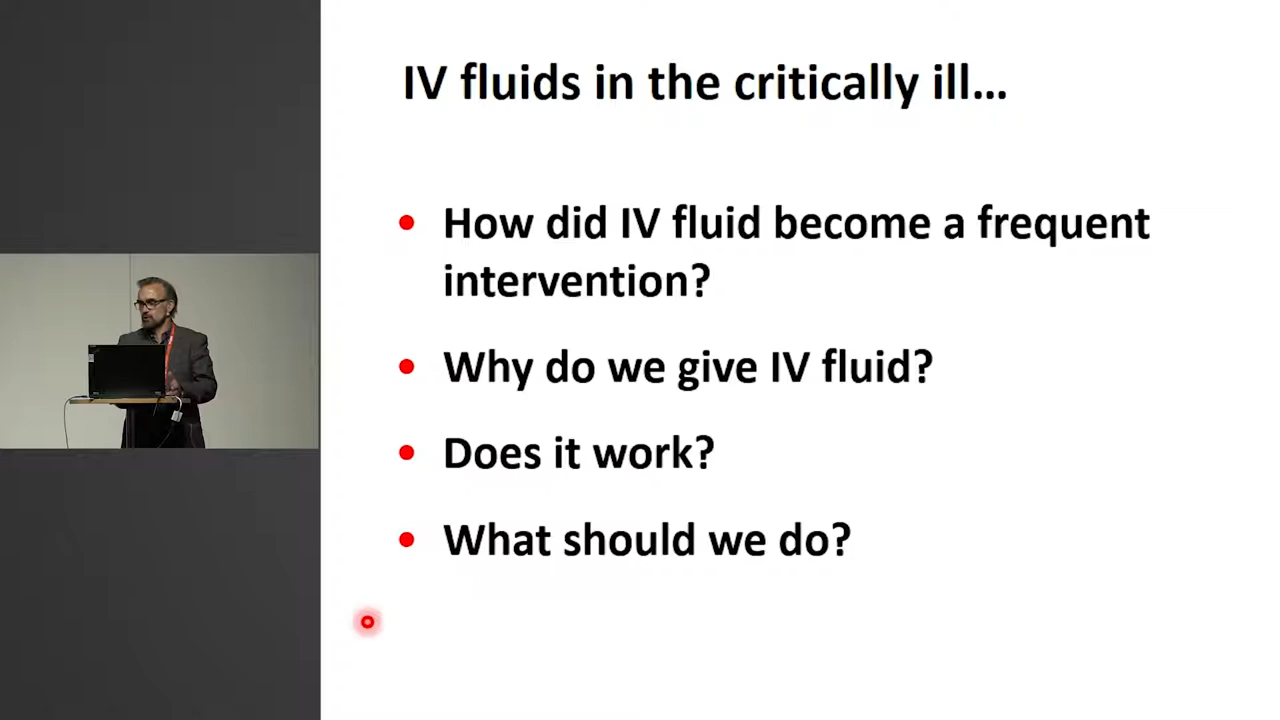 IV fluids in the critically ill...
How did IV fluid become a frequent
intervention?
Why do we give IV fluid?
Does it work?
What should we do?